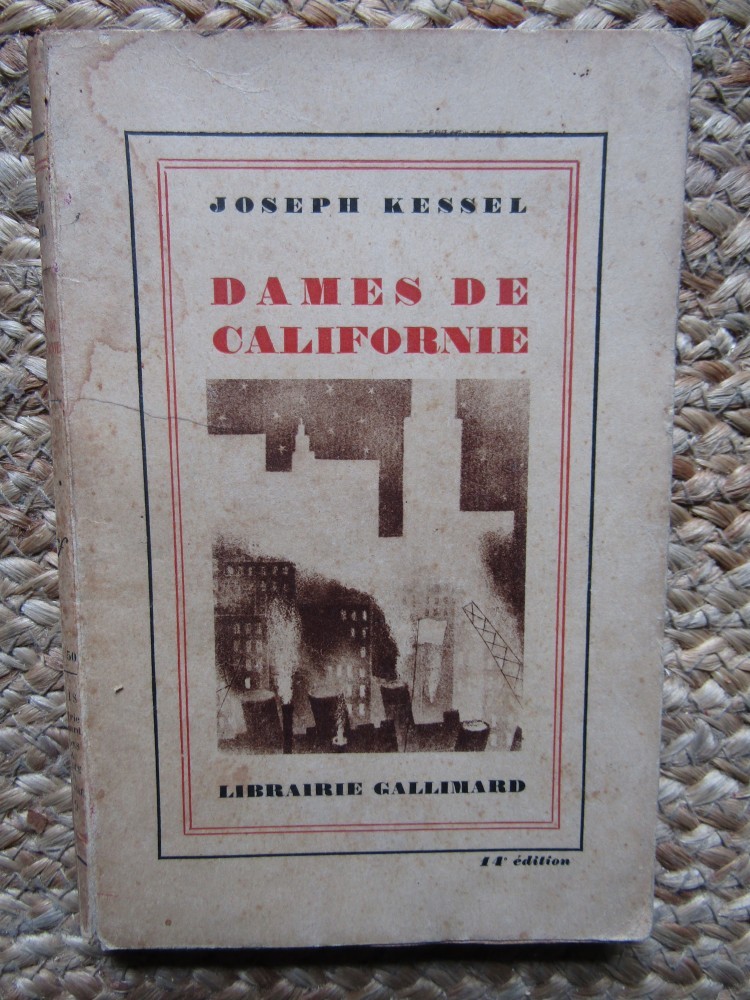 JOSEPH KESSEL
DAMES DE
CALIFORNIE
LIBRAIRIE GALLIMARD
14e édition